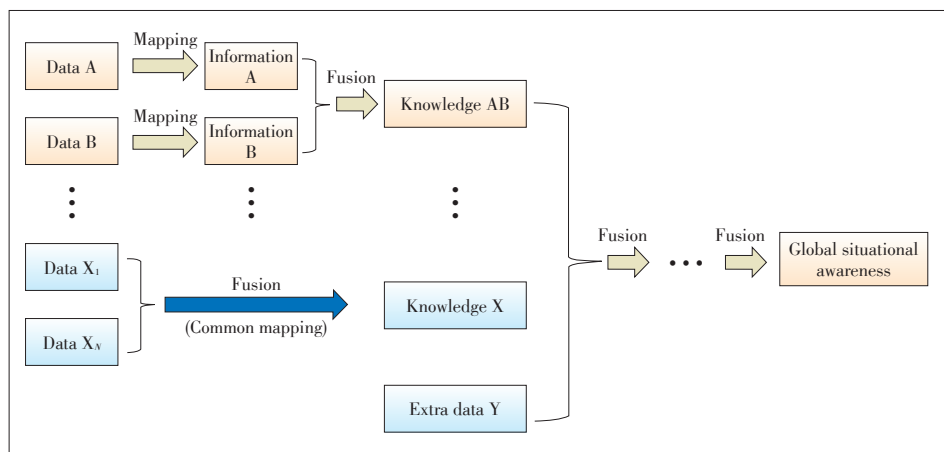 Mapping
Data A
Information
A
Fusion
Knowledge AB
Mapping
Data B
Information
B
Data X1
Fusion
(Common mapping)
Knowledge X
Data XN
Extra data Y
Fusion
Fusion
Global situational
awareness